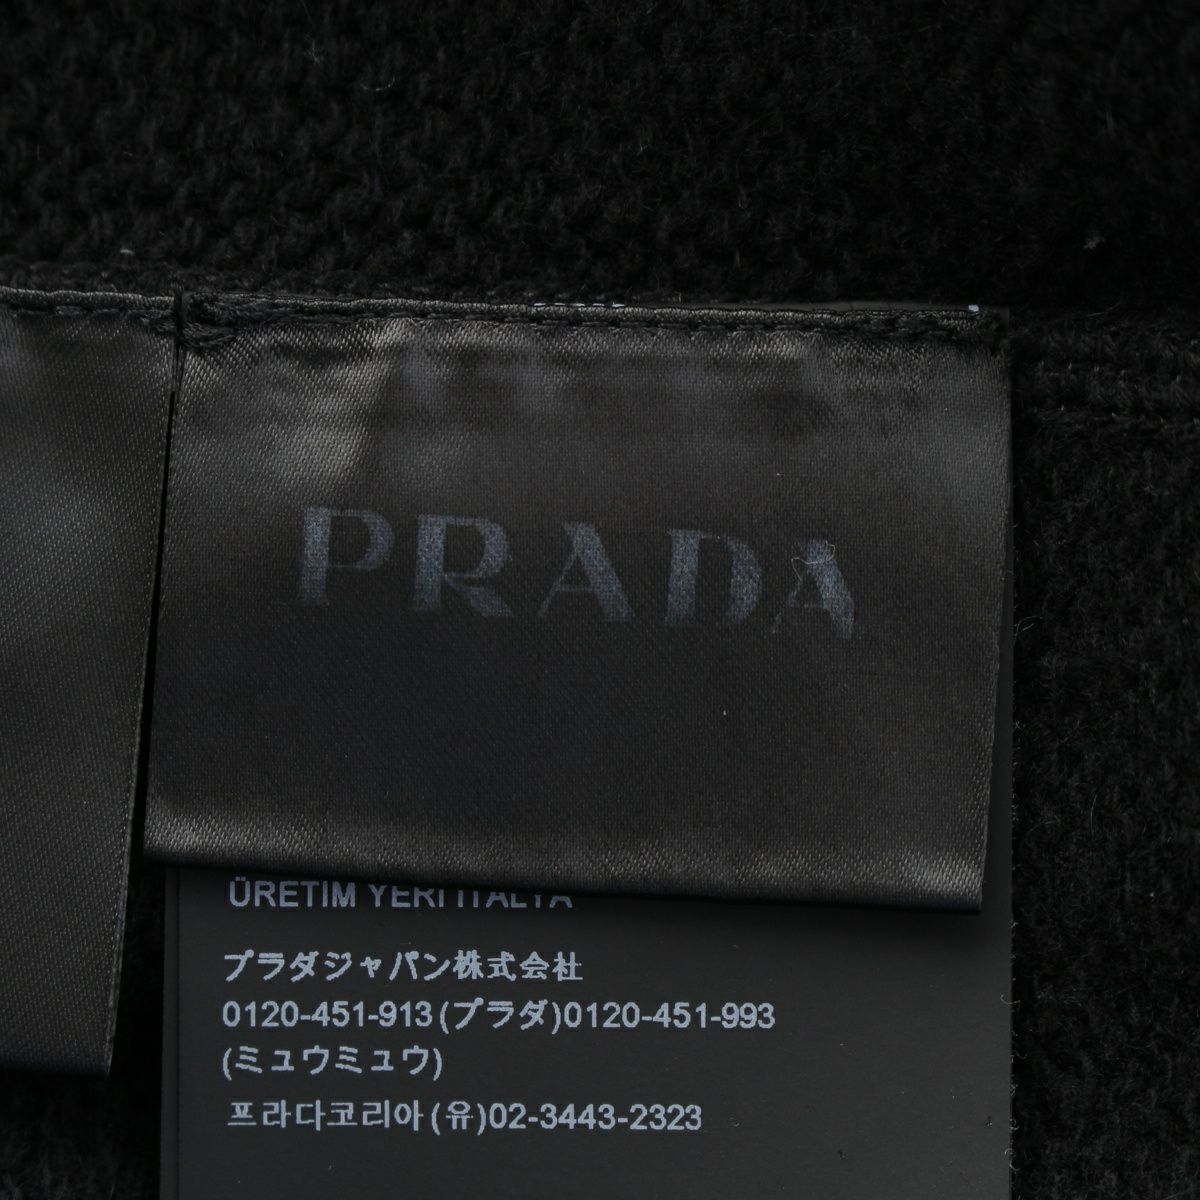 PRADA
ÜRETİM YERİ İTALYA
プラダジャパン株式会社
0120-451-913(プラダ)0120-451-993
(ミュウミュウ)
프라다코리아(유)02-3443-2323